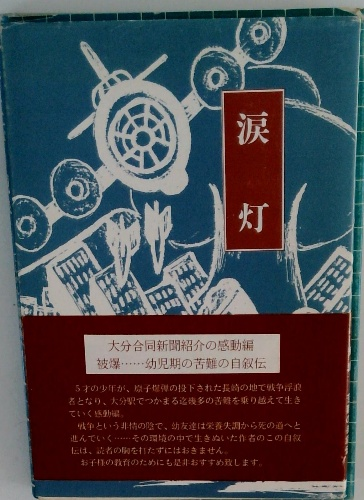 涙灯
大分合同新聞紹介の感動編
被爆……幼児期の苦難の自叙伝
5才の少年が、原子爆弾の投下された長崎の地で戦争浮浪
者となり、大分駅でつかまる迄幾多の苦難を乗り越えて生き
ていく感動編。
戦争という非情の陰で、幼友達は栄養失調から死の道へと
進んでいく……その環境の中で生きぬいた作者のこの自叙
伝は、読者の胸を打たずにはおきません。
お子様の教育のためにも是非おすすめ致します。